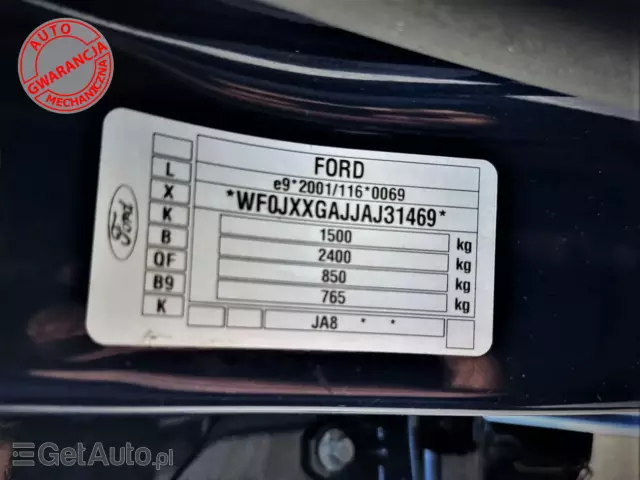 AUTO
GWARANCJA
MECHANICZNA
FORD
e9*2001/116*0069
*WF0JXXGAJJAJ31469*
L
X
K
B
QF
B9
K
1500 kg
2400 kg
850 kg
765 kg
JA8 * *
Ford
GetAuto.pl